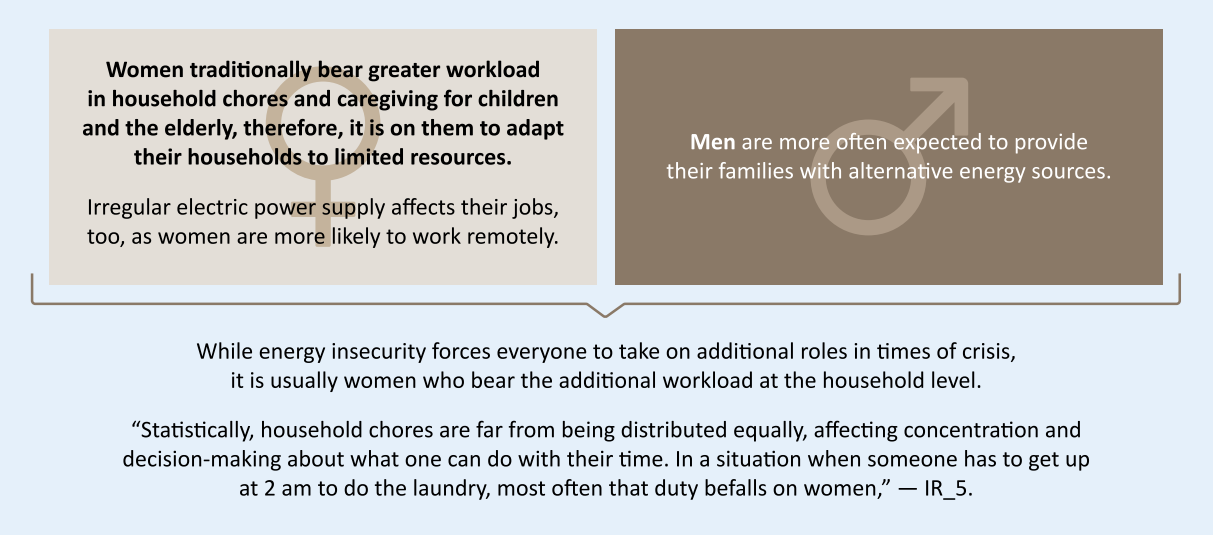 Women traditionally bear greater workload
in household chores and caregiving for children
and the elderly, therefore, it is on them to adapt
their households to limited resources.
Irregular electric power supply affects their jobs,
too, as women are more likely to work remotely.
Men are more often expected to provide
their families with alternative energy sources.
While energy insecurity forces everyone to take on additional roles in times of crisis,
it is usually women who bear the additional workload at the household level.
“Statistically, household chores are far from being distributed equally, affecting concentration and
decision-making about what one can do with their time. In a situation when someone has to get up
at 2 am to do the laundry, most often that duty befalls on women,” — IR_5.